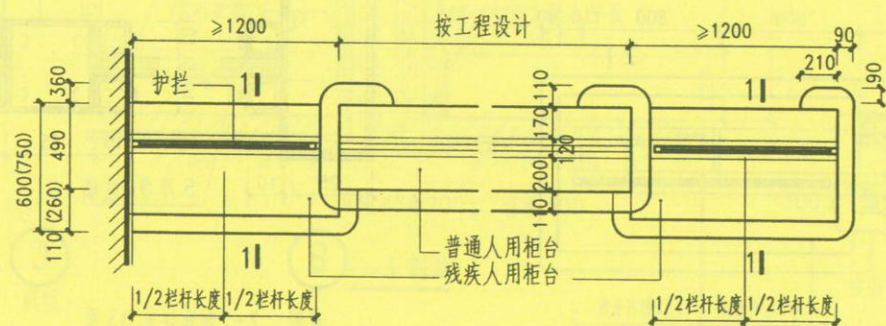 ≥1200 按工程设计 ≥1200 90
210
90
护栏 1 1
360
110
170
600(750) 490 120
200
(260) 110
110
1 普通人用柜台 1
残疾人用柜台
1/2栏杆长度 1/2栏杆长度 1/2栏杆长度 1/2栏杆长度